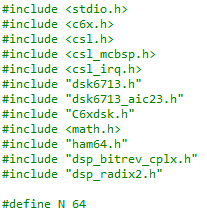 #include <stdio.h>
#include <c6x.h>
#include <csl.h>
#include <csl_mcbsp.h>
#include <csl_irq.h>
#include "dsk6713.h"
#include "dsk6713_aic23.h"
#include "C6xdsk.h"
#include <math.h>
#include "ham64.h"
#include "dsp_bitrev_cplx.h"
#include "dsp_radix2.h"
#define N 64